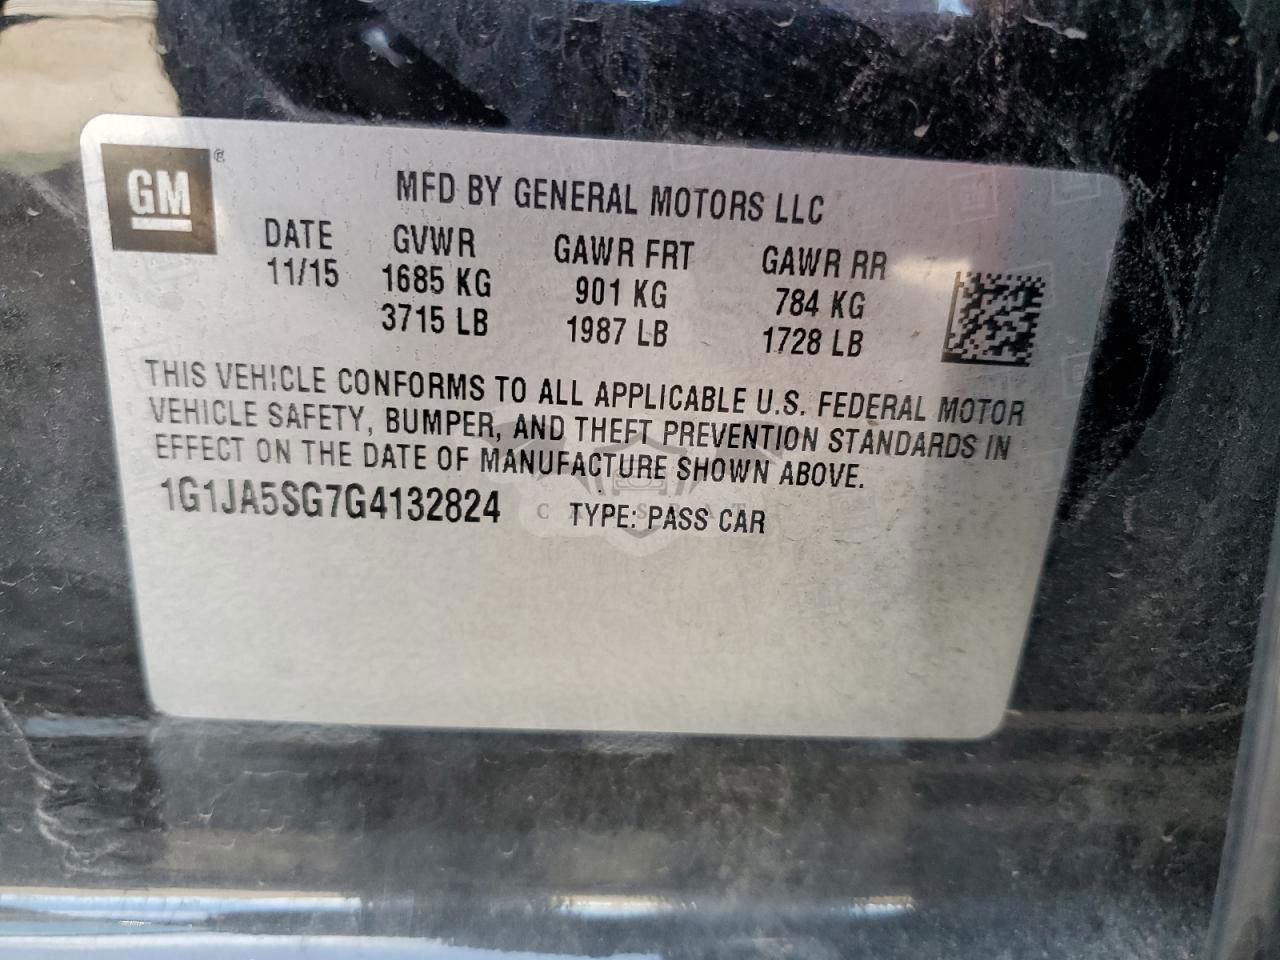 GM ®
MFD BY GENERAL MOTORS LLC
DATE GVWR GAWR FRT GAWR RR
11/15 1685 KG 901 KG 784 KG
3715 LB 1987 LB 1728 LB
THIS VEHICLE CONFORMS TO ALL APPLICABLE U.S. FEDERAL MOTOR
VEHICLE SAFETY, BUMPER, AND THEFT PREVENTION STANDARDS IN
EFFECT ON THE DATE OF MANUFACTURE SHOWN ABOVE.
1G1JA5SG7G4132824 TYPE: PASS CAR